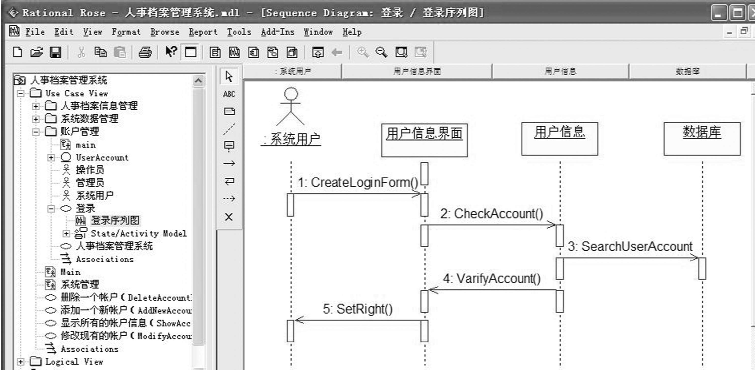 Rational Rose - 人事档案管理系统.mdl - [Sequence Diagram: 登录 / 登录序列图]
File Edit View Format Browse Report Tools Add-Ins Window Help
人事档案管理系统
Use Case View
人事档案信息管理
系统数据管理
账户管理
main
UserAccount
操作员
管理员
系统用户
登录
登录序列图
State/Activity Model
人事档案管理系统
Associations
Main
系统管理
删除一个帐户(DeleteAccount
添加一个新帐户(AddNewAccou
显示所有的帐户信息(ShowAcc
修改现有的帐户(ModifyAccou
Associations
Logical View
ABC
: 系统用户 用户信息界面 用户信息 数据库
: 系统用户 用户信息界面 用户信息 数据库
1: CreateLoginForm()
2: CheckAccount()
3: SearchUserAccount
4: VarifyAccount()
5: SetRight()